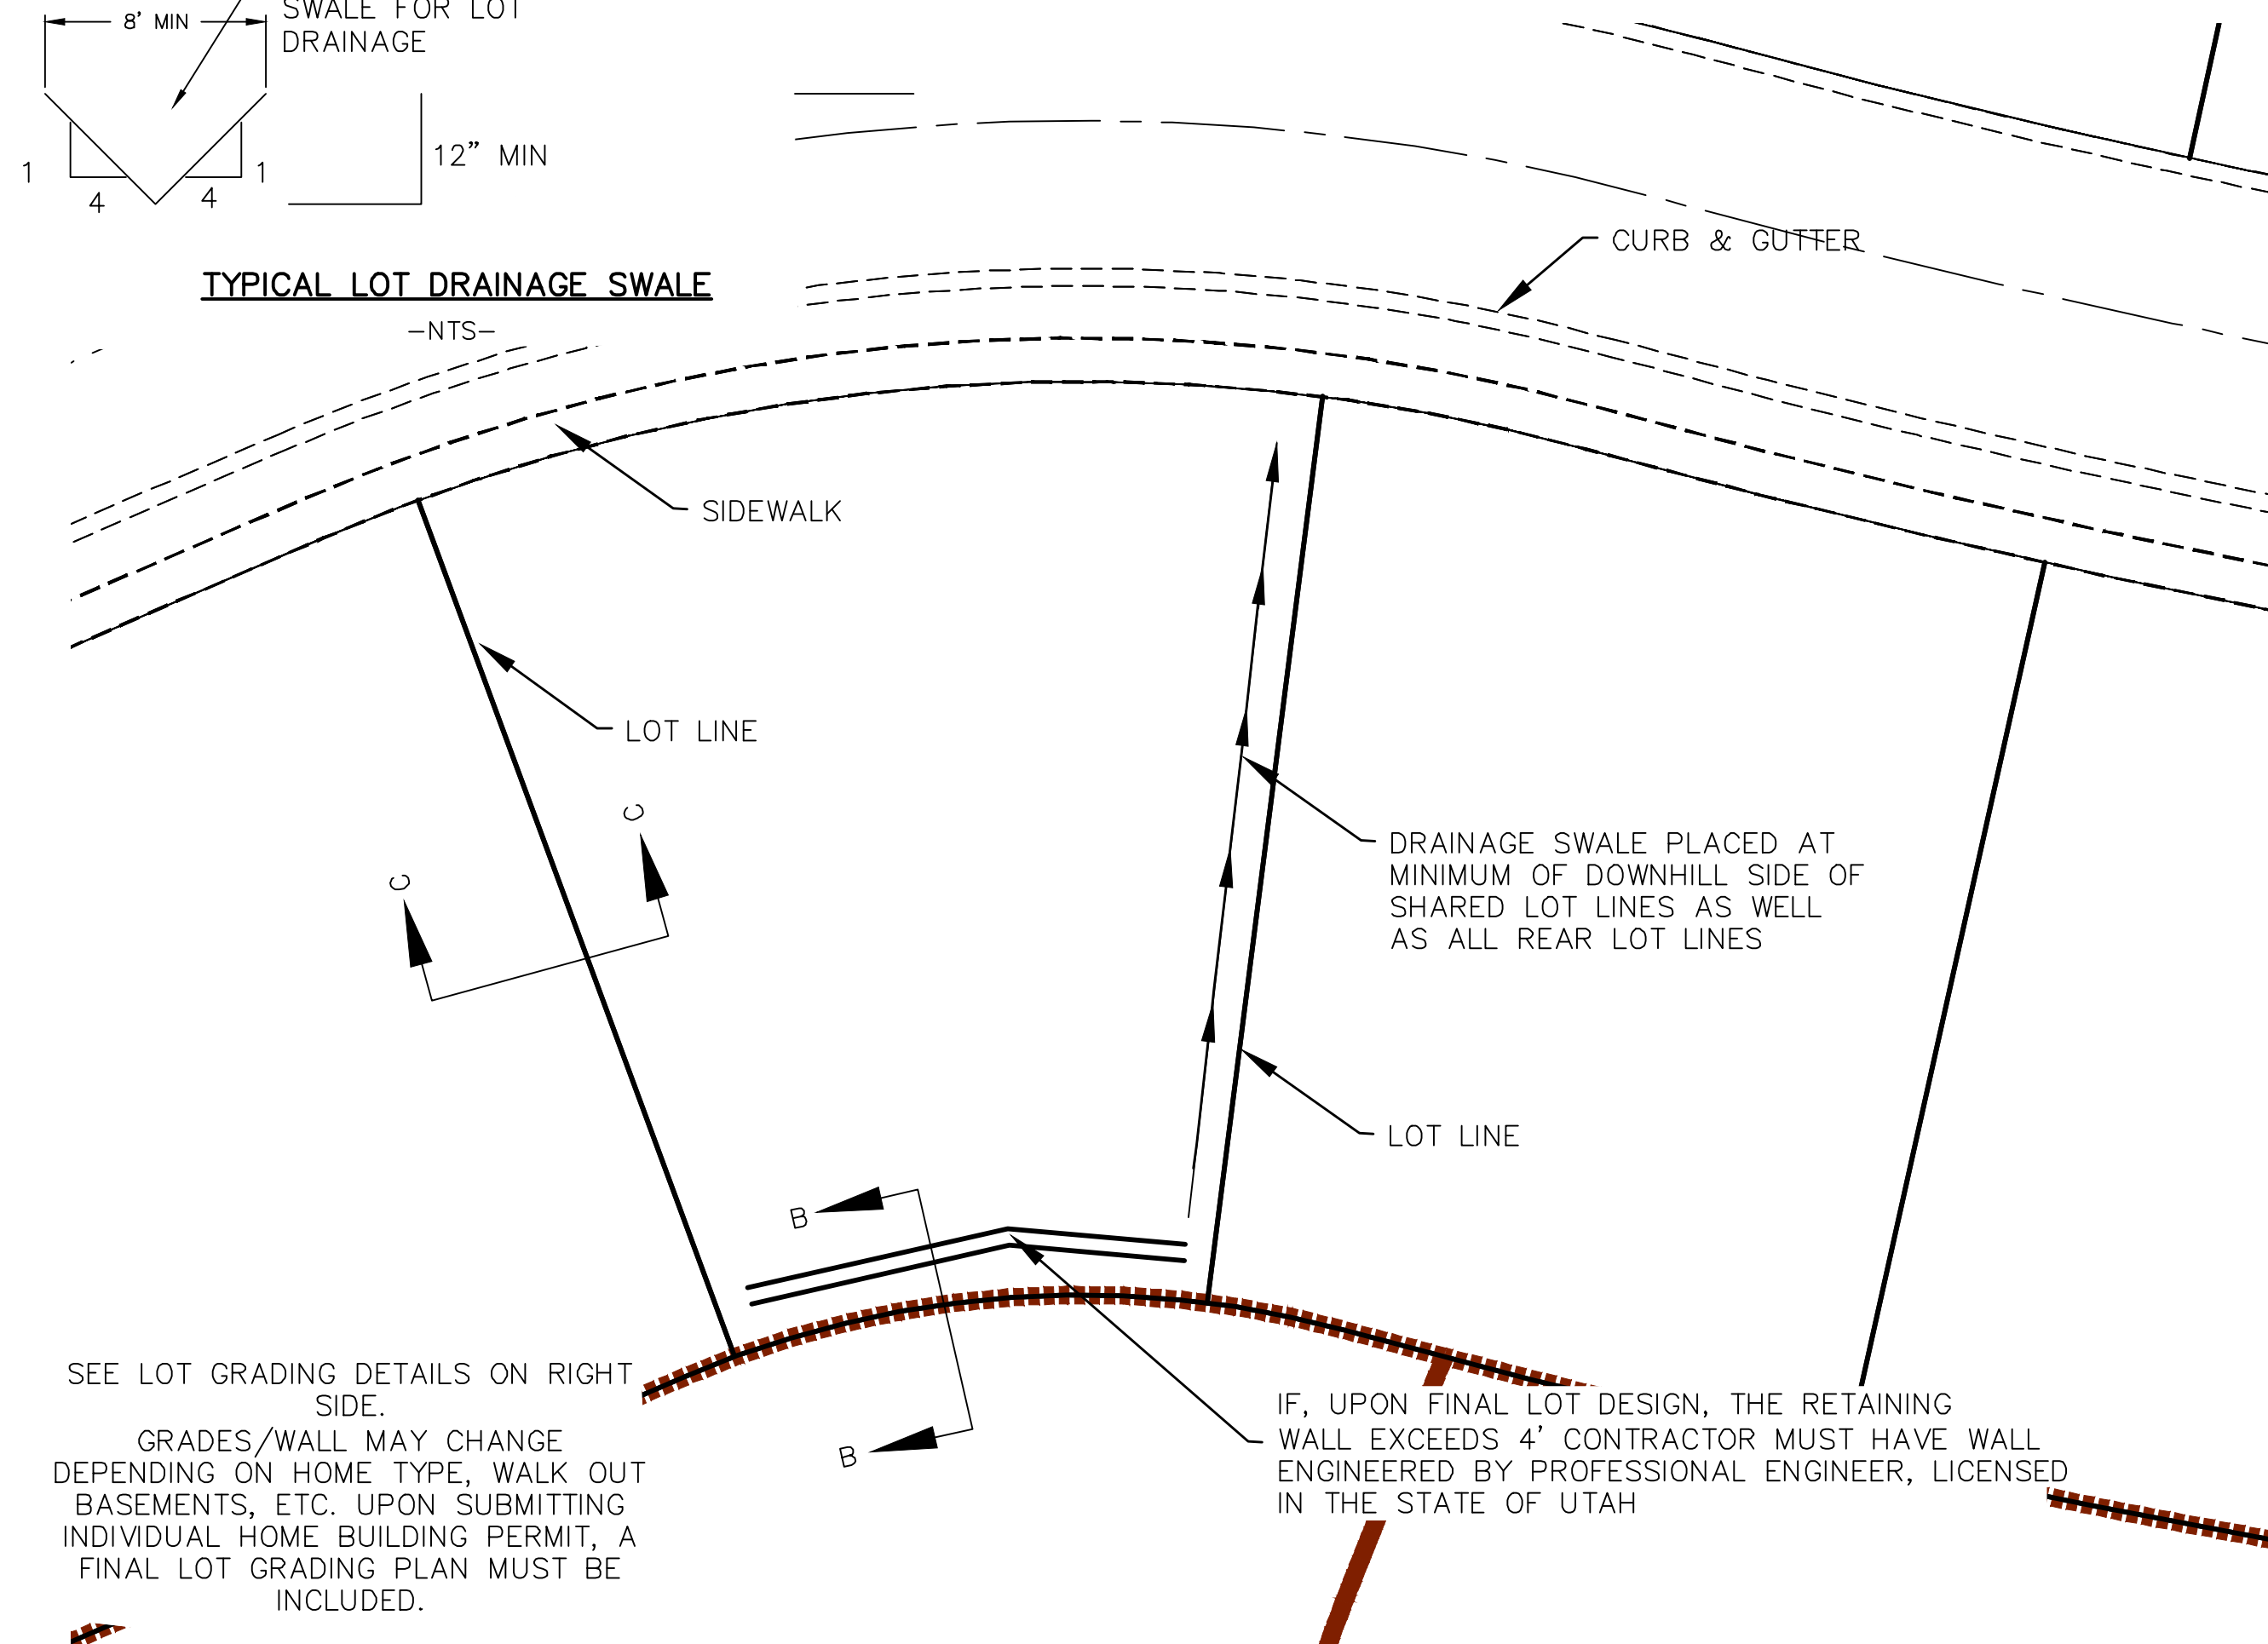 8' MIN
SWALE FOR LOT
DRAINAGE
12” MIN
1
4
4
1
TYPICAL LOT DRAINAGE SWALE
-NTS-
CURB & GUTTER
SIDEWALK
LOT LINE
C
C
DRAINAGE SWALE PLACED AT
MINIMUM OF DOWNHILL SIDE OF
SHARED LOT LINES AS WELL
AS ALL REAR LOT LINES
LOT LINE
B
B
SEE LOT GRADING DETAILS ON RIGHT
SIDE.
GRADES/WALL MAY CHANGE
DEPENDING ON HOME TYPE, WALK OUT
BASEMENTS, ETC. UPON SUBMITTING
INDIVIDUAL HOME BUILDING PERMIT, A
FINAL LOT GRADING PLAN MUST BE
INCLUDED.
IF, UPON FINAL LOT DESIGN, THE RETAINING
WALL EXCEEDS 4' CONTRACTOR MUST HAVE WALL
ENGINEERED BY PROFESSIONAL ENGINEER, LICENSED
IN THE STATE OF UTAH